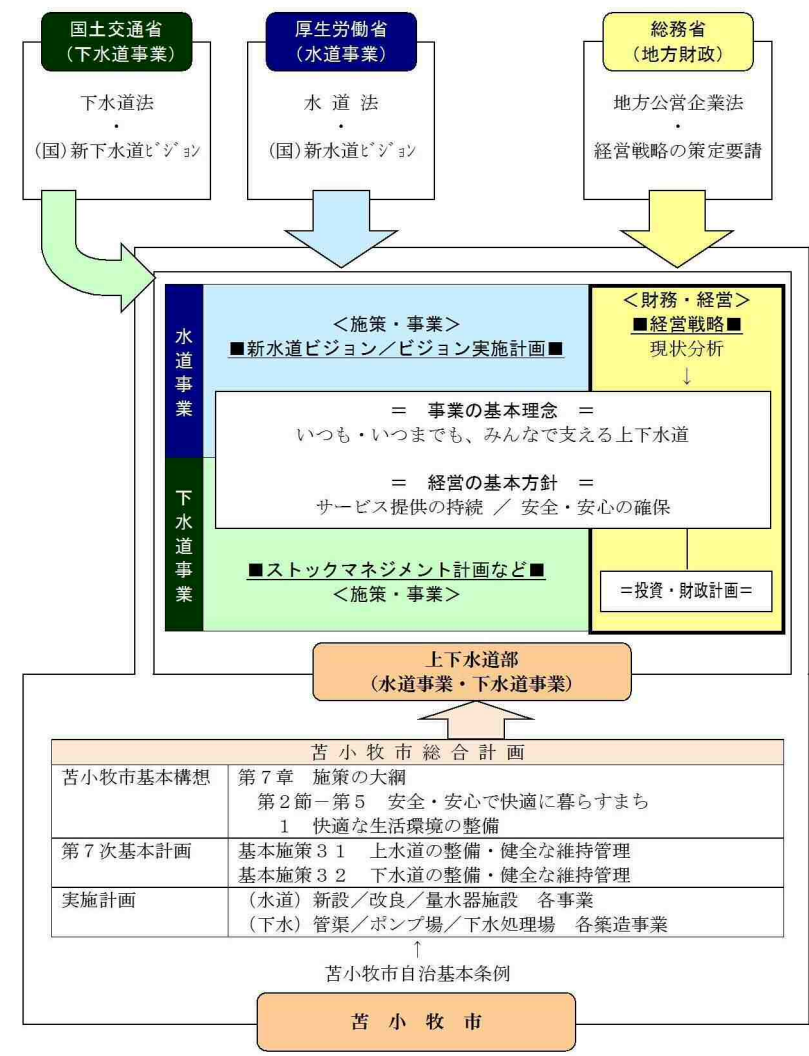 国土交通省
(下水道事業)
下水道法
・
(国)新下水道ﾋﾞｼﾞｮﾝ
厚生労働省
(水道事業)
水 道 法
・
(国)新水道ﾋﾞｼﾞｮﾝ
総務省
(地方財政)
地方公営企業法
・
経営戦略の策定要請
水道事業
下水道事業
＜施策・事業＞
■新水道ビジョン／ビジョン実施計画■
＜財務・経営＞
■経営戦略■
現状分析
↓
＝ 事業の基本理念 ＝
いつも・いつまでも、みんなで支える上下水道
＝ 経営の基本方針 ＝
サービス提供の持続 ／ 安全・安心の確保
■ストックマネジメント計画など■
＜施策・事業＞
＝投資・財政計画＝
上下水道部
(水道事業・下水道事業)
苫 小 牧 市 総 合 計 画
苫小牧市基本構想
第７章 施策の大綱
第２節－第５ 安全・安心で快適に暮らすまち
１ 快適な生活環境の整備
第７次基本計画
基本施策３１ 上水道の整備・健全な維持管理
基本施策３２ 下水道の整備・健全な維持管理
実施計画
(水道) 新設／改良／量水器施設 各事業
(下水) 管渠／ポンプ場／下水処理場 各築造事業
↑
苫小牧市自治基本条例
苫 小 牧 市